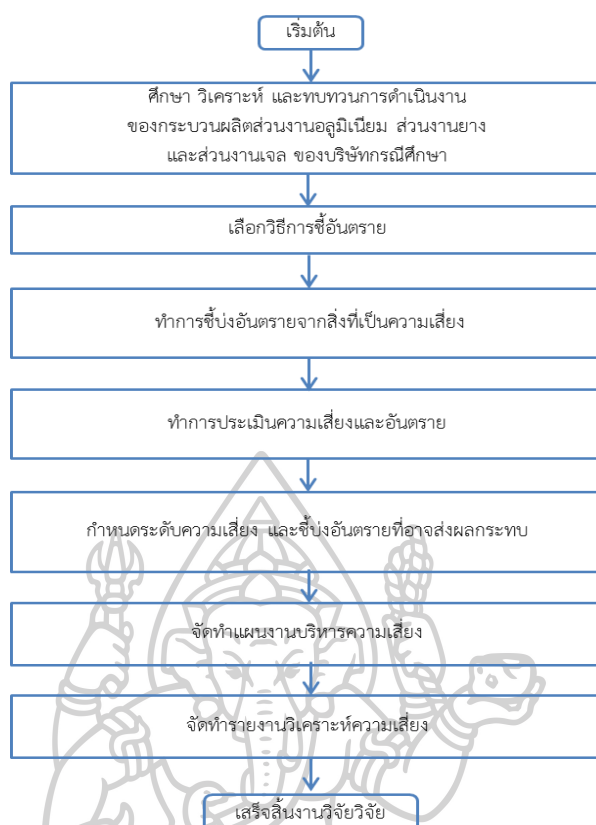 เริ่มต้น
ศึกษา วิเคราะห์ และทบทวนการดำเนินงาน
ของกระบวนผลิตส่วนงานอลูมิเนียม ส่วนงานยาง
และส่วนงานเจล ของบริษัทกรณีศึกษา
เลือกวิธีการชี้อันตราย
ทำการชี้บ่งอันตรายจากสิ่งที่เป็นความเสี่ยง
ทำการประเมินความเสี่ยงและอันตราย
กำหนดระดับความเสี่ยง และชี้บ่งอันตรายที่อาจส่งผลกระทบ
จัดทำแผนงานบริหารความเสี่ยง
จัดทำรายงานวิเคราะห์ความเสี่ยง
เสร็จสิ้นงานวิจัยวิจัย